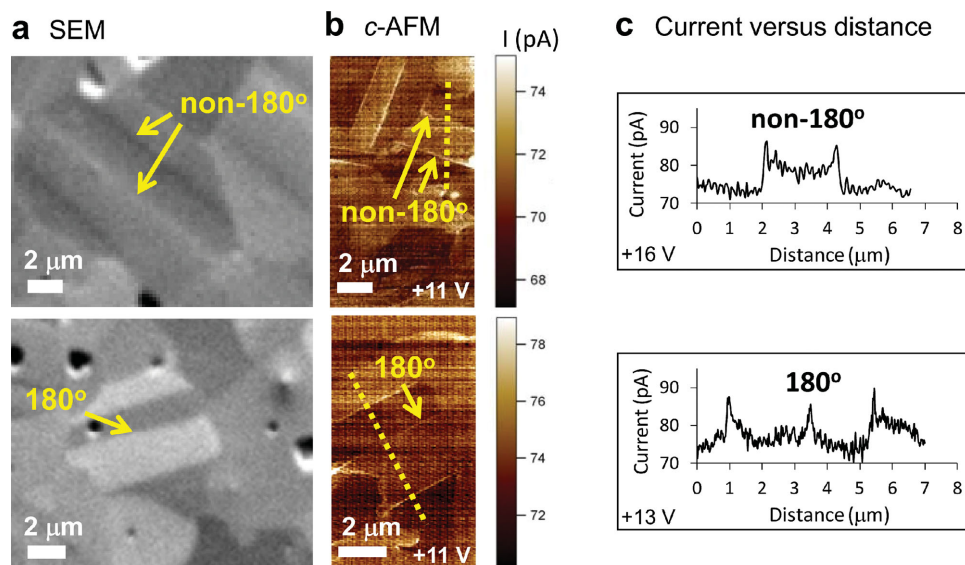 a SEM
b c-AFM
c Current versus distance
non-180°
2 μm
I (pA)
74
72
70
68
non-180°
2 μm
+11 V
non-180°
Current (pA)
90
80
70
0 1 2 3 4 5 6 7 8
+16 V
Distance (μm)
180°
2 μm
78
76
74
72
180°
2 μm
+11 V
180°
Current (pA)
90
80
70
0 1 2 3 4 5 6 7 8
+13 V
Distance (μm)